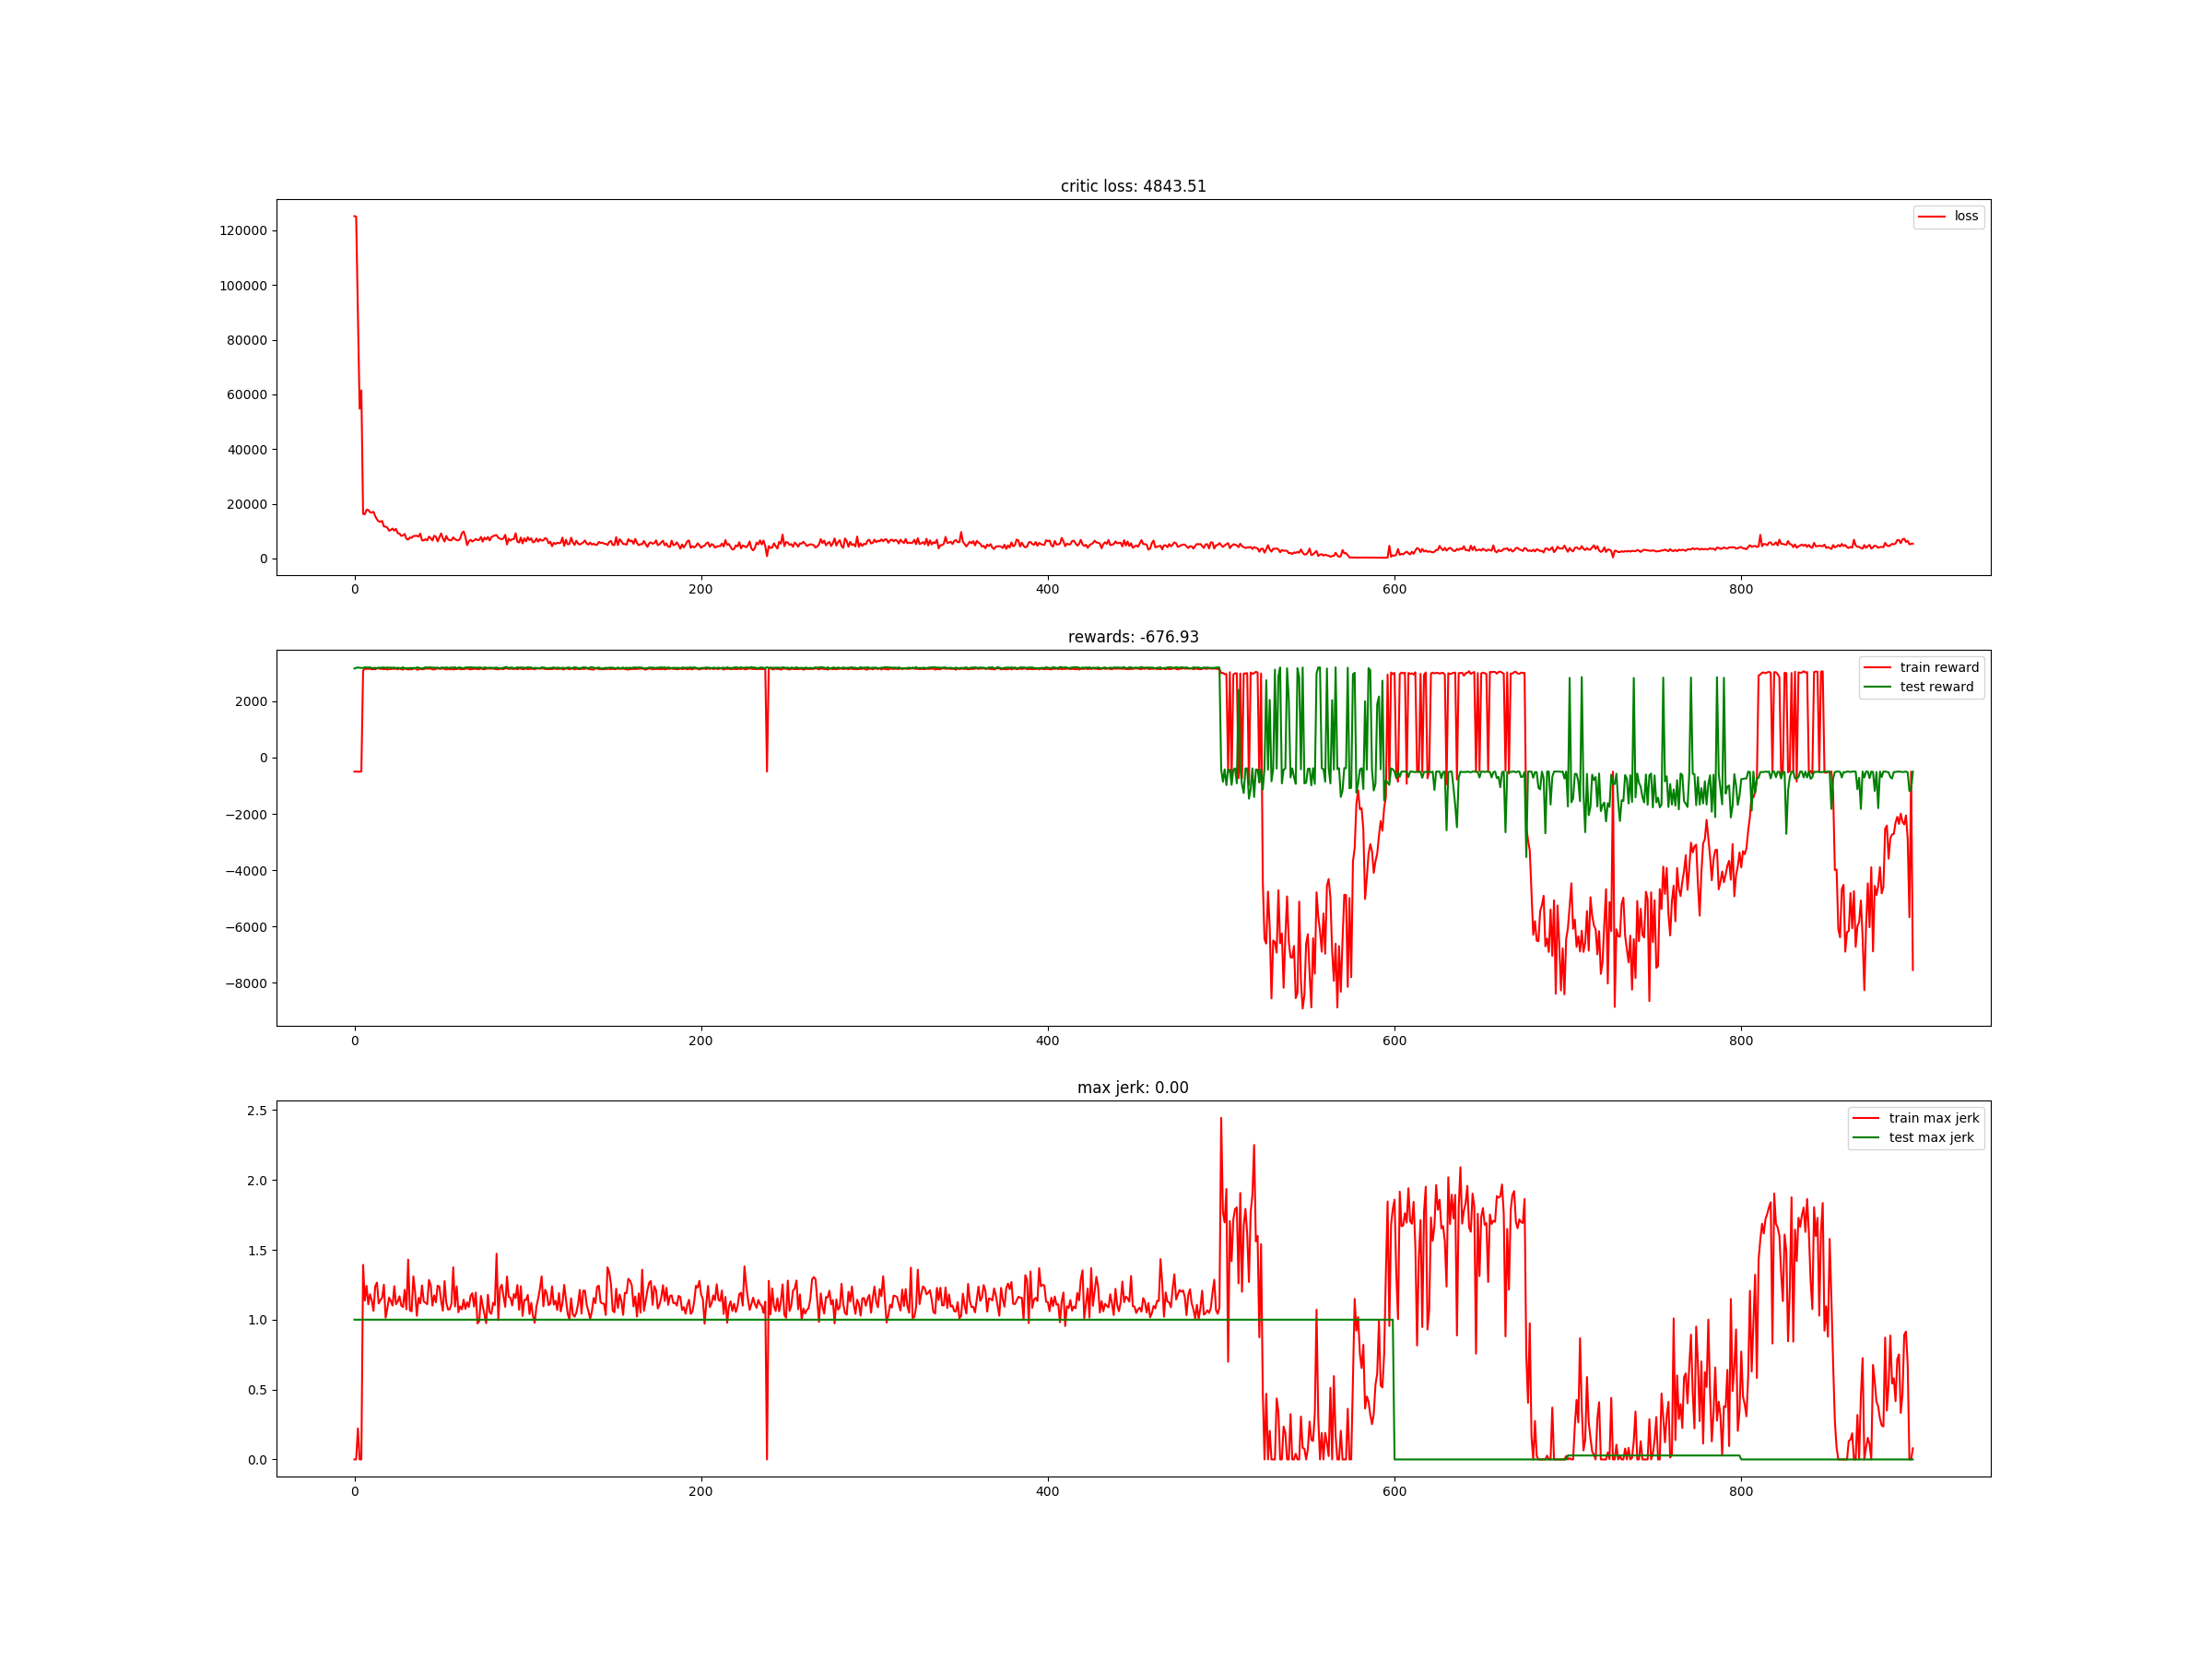 critic loss: 4843.51
loss
120000
100000
80000
60000
40000
20000
0
0 200 400 600 800
rewards: -676.93
train reward
test reward
2000
0
−2000
−4000
−6000
−8000
0 200 400 600 800
max jerk: 0.00
train max jerk
test max jerk
2.5
2.0
1.5
1.0
0.5
0.0
0 200 400 600 800